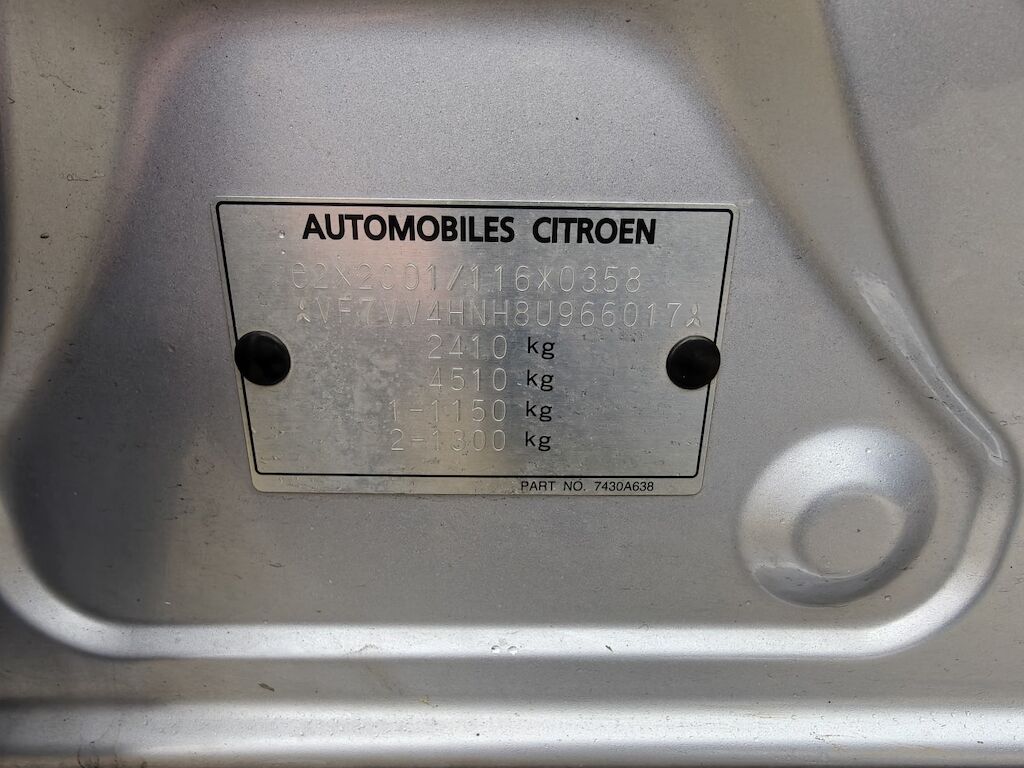 AUTOMOBILES CITROEN
e2*2001/116*0358
VF7VV4HNH8U966017
2410 kg
4510 kg
1-1150 kg
2-1300 kg
PART NO. 7430A638